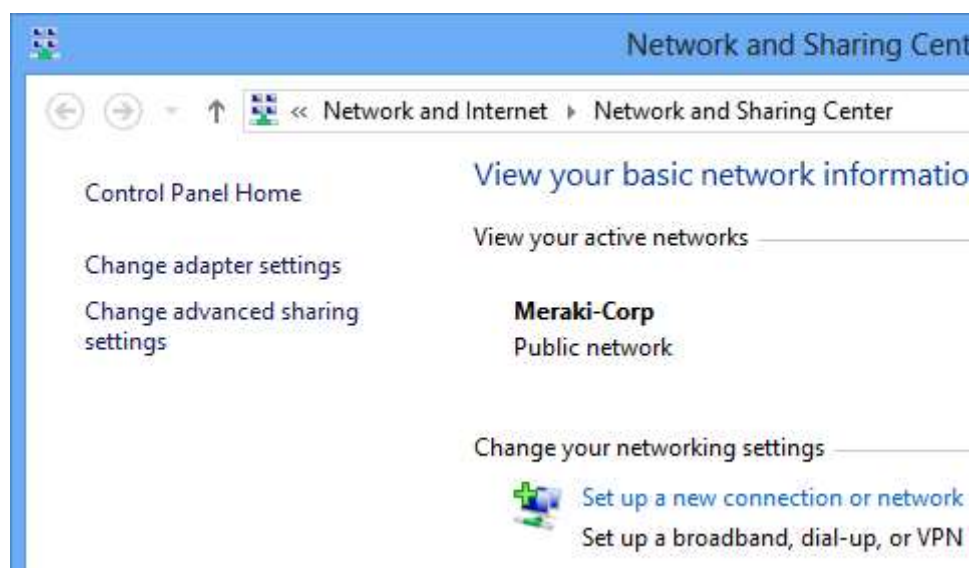 Network and Sharing Cent
« Network and Internet ▸ Network and Sharing Center
Control Panel Home
Change adapter settings
Change advanced sharing
settings
View your basic network informatio
View your active networks
Meraki-Corp
Public network
Change your networking settings
Set up a new connection or network
Set up a broadband, dial-up, or VPN